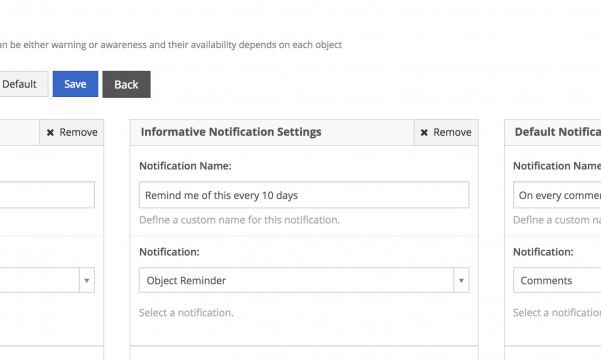 an be either warning or awareness and their availability depends on each object
Default Save Back
✖ Remove
Informative Notification Settings ✖ Remove
Default Notifica
Notification Name:
Notification Name
Remind me of this every 10 days
On every commen
Define a custom name for this notification.
Define a custom na
Notification:
Notification:
Object Reminder
Comments
Select a notification.
Select a notification